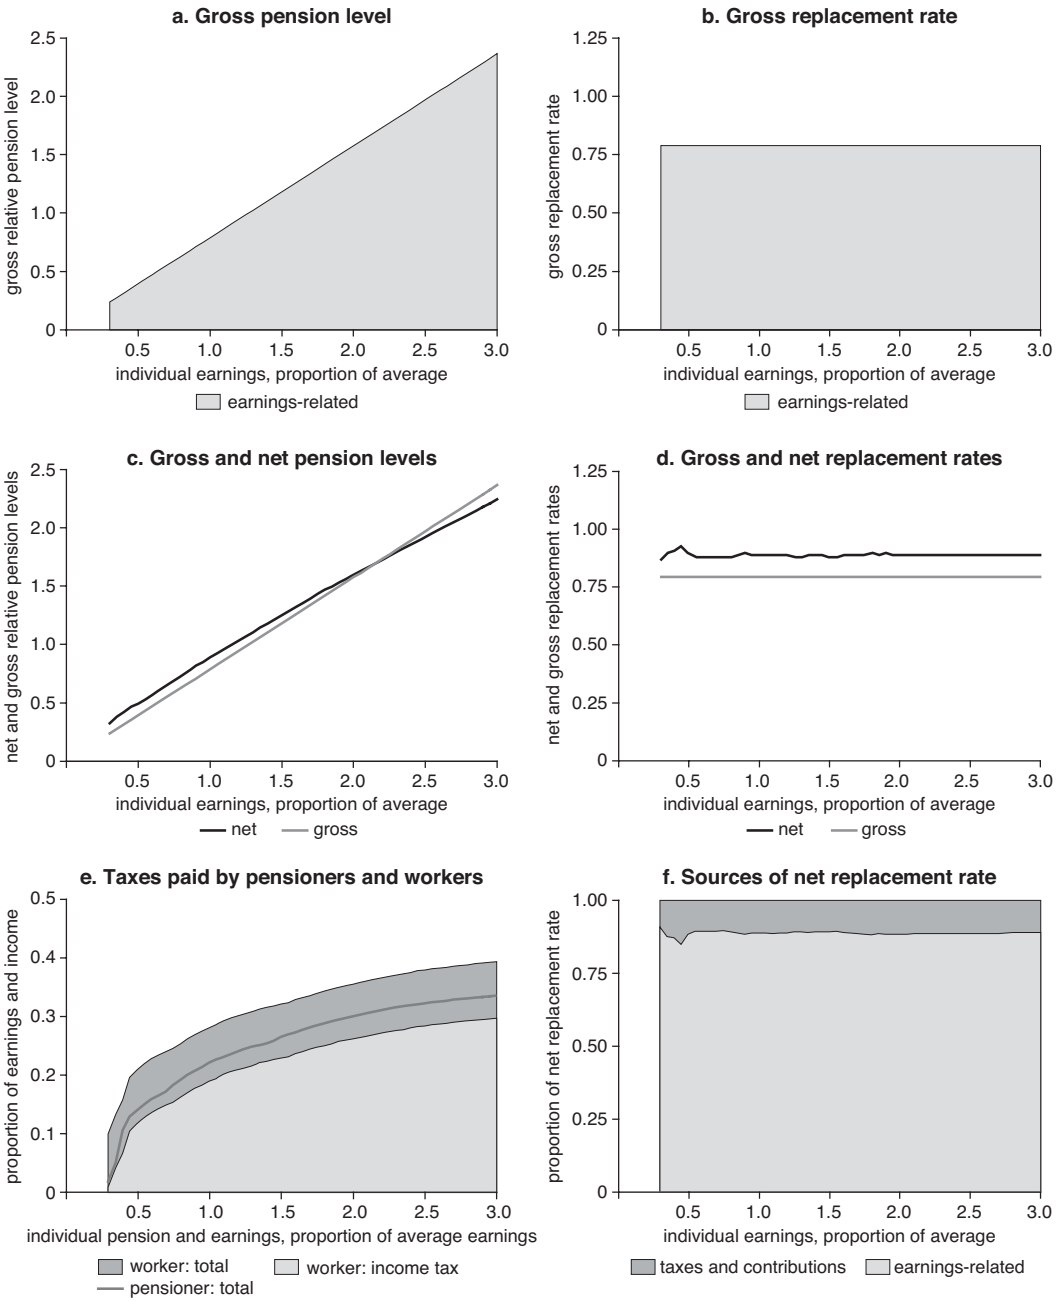 a. Gross pension level
gross relative pension level
2.5
2.0
1.5
1.0
0.5
0
0.5 1.0 1.5 2.0 2.5 3.0
individual earnings, proportion of average
earnings-related
b. Gross replacement rate
gross replacement rate
1.25
1.00
0.75
0.50
0.25
0
0.5 1.0 1.5 2.0 2.5 3.0
individual earnings, proportion of average
earnings-related
c. Gross and net pension levels
net and gross relative pension levels
2.5
2.0
1.5
1.0
0.5
0
0.5 1.0 1.5 2.0 2.5 3.0
individual earnings, proportion of average
net gross
d. Gross and net replacement rates
net and gross replacement rates
1.25
1.00
0.75
0.50
0.25
0
0.5 1.0 1.5 2.0 2.5 3.0
individual earnings, proportion of average
net gross
e. Taxes paid by pensioners and workers
proportion of earnings and income
0.5
0.4
0.3
0.2
0.1
0
0.5 1.0 1.5 2.0 2.5 3.0
individual pension and earnings, proportion of average earnings
worker: total worker: income tax
pensioner: total
f. Sources of net replacement rate
proportion of net replacement rate
1.00
0.75
0.50
0.25
0
0.5 1.0 1.5 2.0 2.5 3.0
individual earnings, proportion of average
taxes and contributions earnings-related